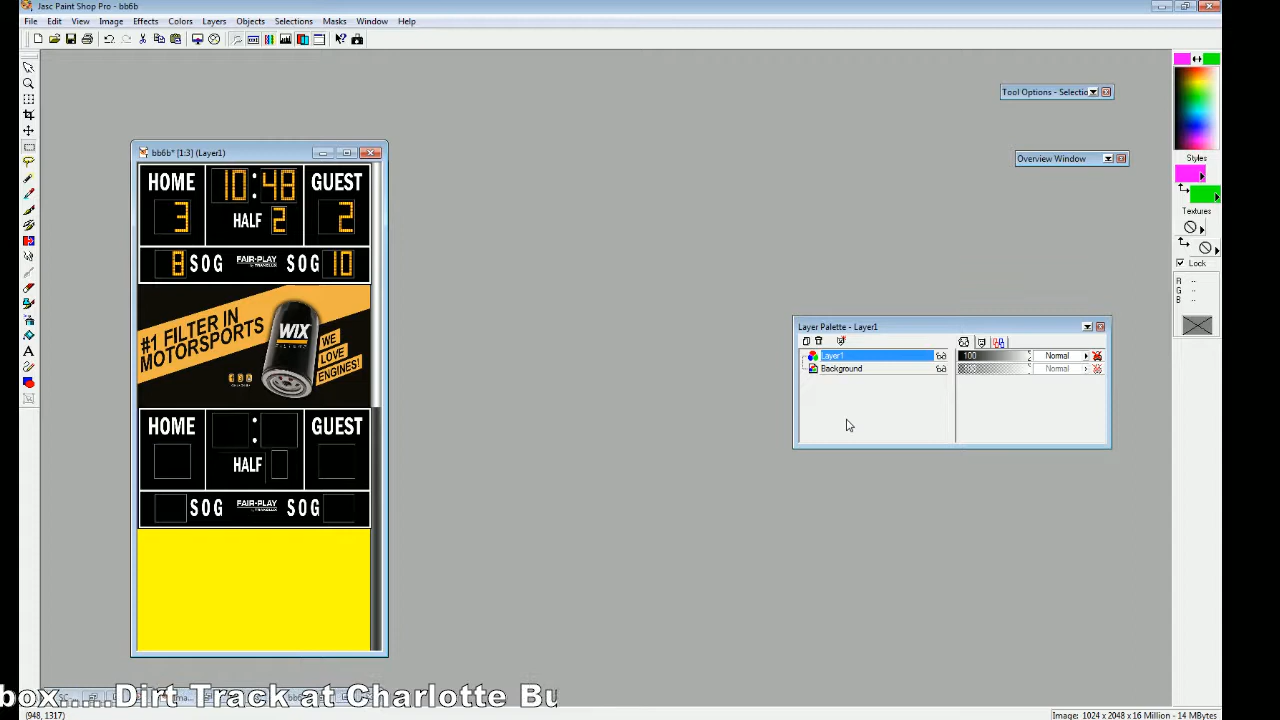 Jasc Paint Shop Pro - bb6b
File Edit View Image Effects Colors Layers Objects Selections Masks Window Help
Tool Options - Selectio
Overview Window
Styles
Textures
Lock
R --
G --
B --
bb6b* [1:3] (Layer1)
HOME 10:48 GUEST
3 HALF 2 2
8 SOG FAIR-PLAY SOG 10
#1 FILTER IN
MOTORSPORTS
WIX
FILTERS
WE
LOVE
ENGINES!
HOME : GUEST
HALF
SOG FAIR-PLAY SOG
Layer Palette - Layer1
Layer1 100 Normal
Background Normal
box.....Dirt Track at Charlotte Bu
(948, 1317)
Image: 1024 x 2048 x 16 Million - 14 MBytes